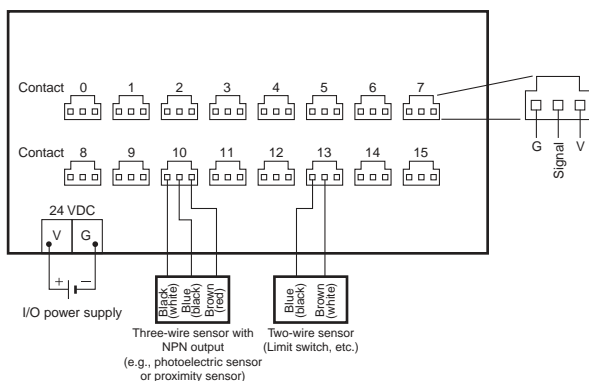 Contact 0 1 2 3 4 5 6 7
G Signal V
Contact 8 9 10 11 12 13 14 15
24 VDC
V G
+ −
I/O power supply
Black (white)
Blue (black)
Brown (red)
Blue (black)
Brown (white)
Three-wire sensor with
NPN output
(e.g., photoelectric sensor
or proximity sensor)
Two-wire sensor
(Limit switch, etc.)